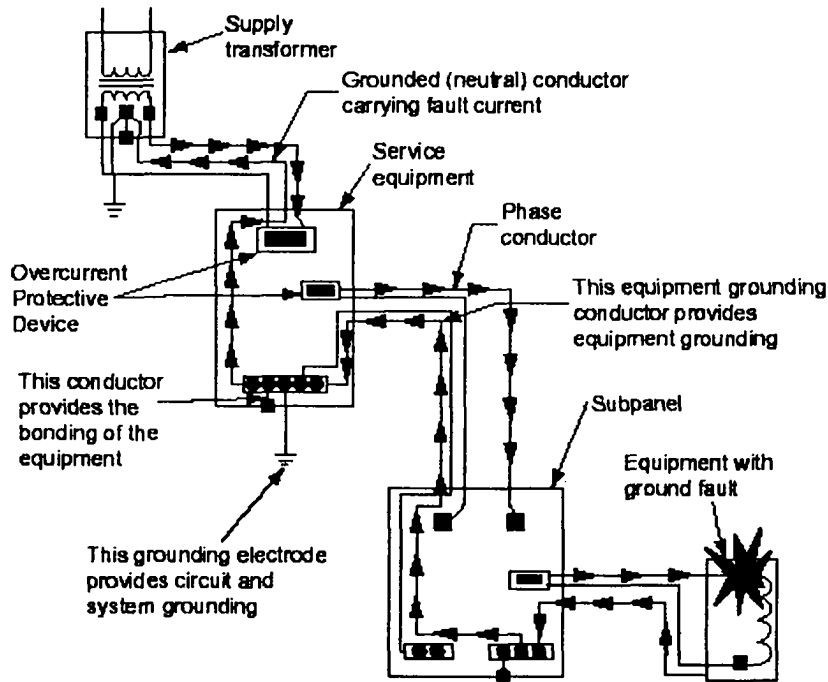 Supply
transformer
Grounded (neutral) conductor
carrying fault current
Service
equipment
Phase
conductor
Overcurrent
Protective
Device
This equipment grounding
conductor provides
equipment grounding
This conductor
provides the
bonding of the
equipment
Subpanel
Equipment with
ground fault
This grounding electrode
provides circuit and
system grounding